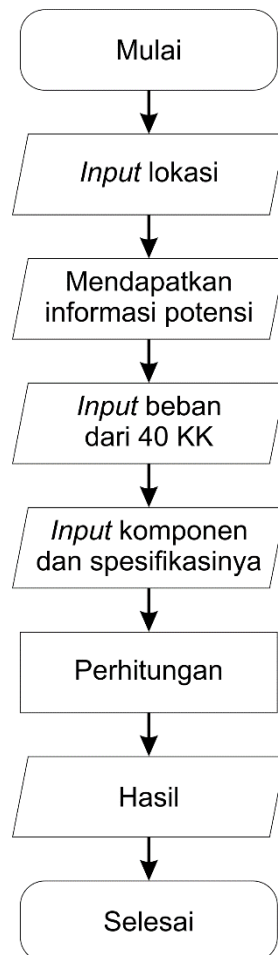 Mulai
Input lokasi
Mendapatkan
informasi potensi
Input beban
dari 40 KK
Input komponen
dan spesifikasinya
Perhitungan
Hasil
Selesai